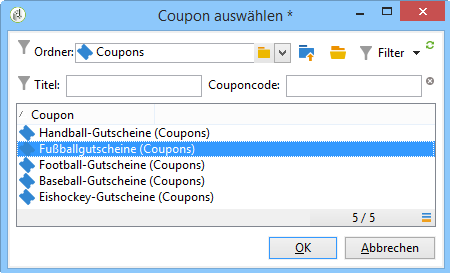 Coupon auswählen *
Ordner: Coupons Filter
Titel: Couponcode:
Coupon
Handball-Gutscheine (Coupons)
Fußballgutscheine (Coupons)
Football-Gutscheine (Coupons)
Baseball-Gutscheine (Coupons)
Eishockey-Gutscheine (Coupons)
5 / 5
OK Abbrechen